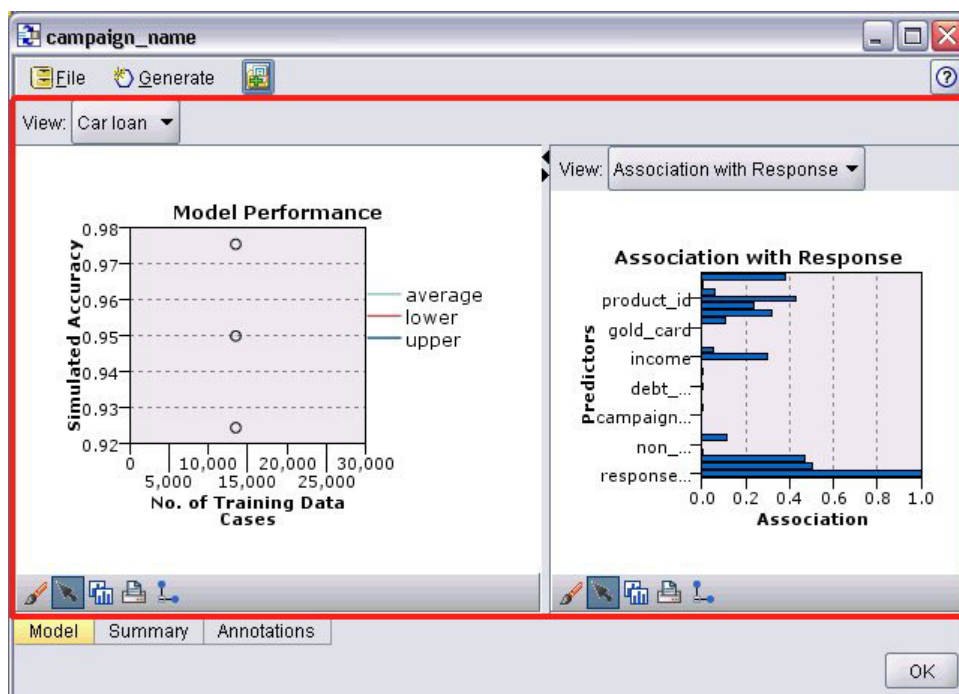 campaign_name
File Generate
View: Car loan
Model Performance
Simulated Accuracy
0.98
0.97
0.96
0.95
0.94
0.93
0.92
0 10,000 20,000 30,000
5,000 15,000 25,000
No. of Training Data
Cases
average
lower
upper
View: Association with Response
Association with Response
Predictors
product_id
gold_card
income
debt_...
campaign...
non_...
response...
0.0 0.2 0.4 0.6 0.8 1.0
Association
Model Summary Annotations
OK